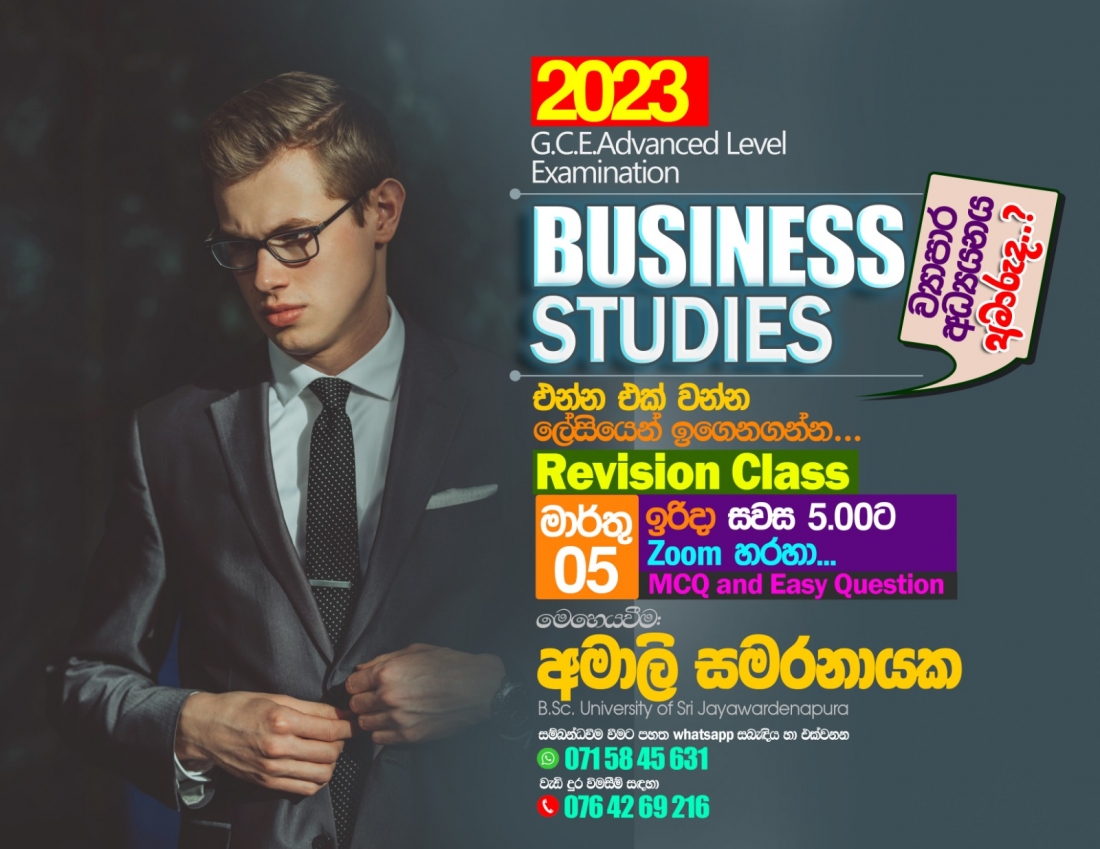 2023
G.C.E.Advanced Level
Examination
BUSINESS
STUDIES
ව්‍යාපාර
අධ්‍යයනය
අමාරුද..?
එන්න එක් වන්න
ලේසියෙන් ඉගෙනගන්න...
Revision Class
මාර්තු
05
ඉරිදා සවස 5.00ට
Zoom හරහා...
MCQ and Easy Question
මෙහෙයවීම:
අමාලි සමරනායක
B.Sc. University of Sri Jayawardenapura
සම්බන්ධවීම වීමට පහත whatsapp සබැඳිය හා එක්වනන
071 58 45 631
වැඩි දුර විමසීම් සඳහා
076 42 69 216